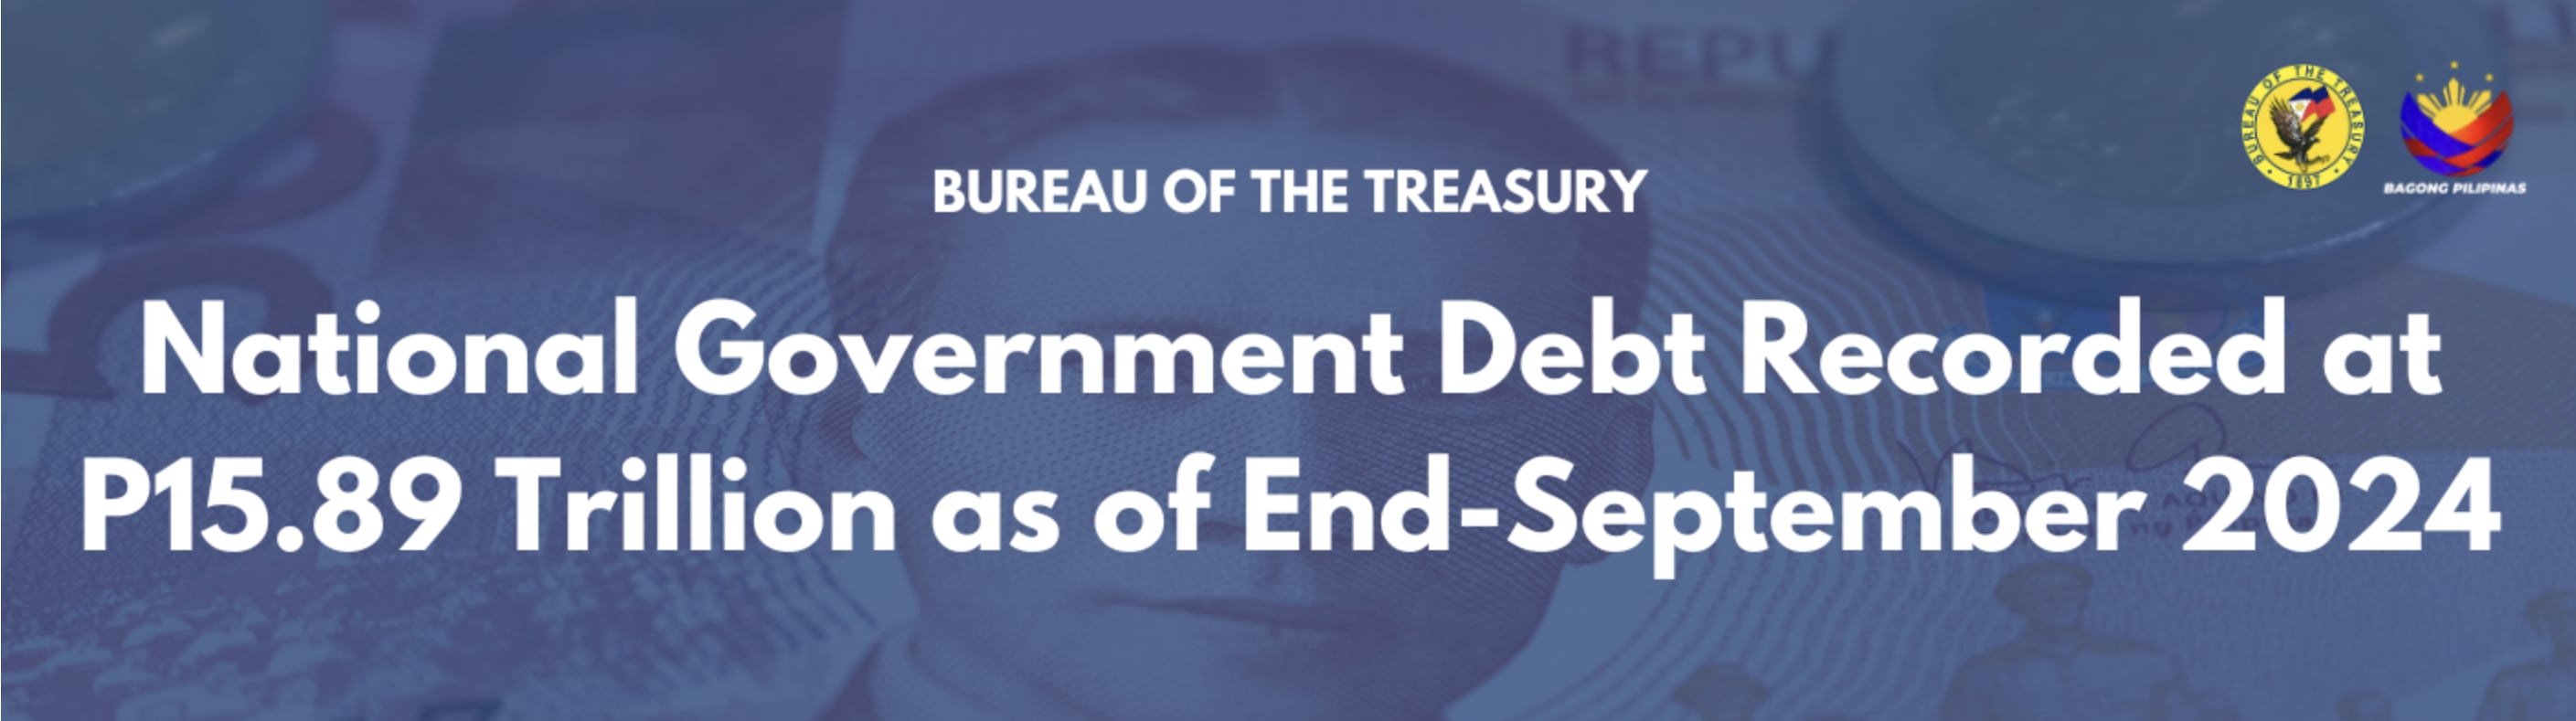 REPU
BUREAU OF THE TREASURY
1897
BAGONG PILIPINAS
BUREAU OF THE TREASURY
National Government Debt Recorded at
P15.89 Trillion as of End-September 2024